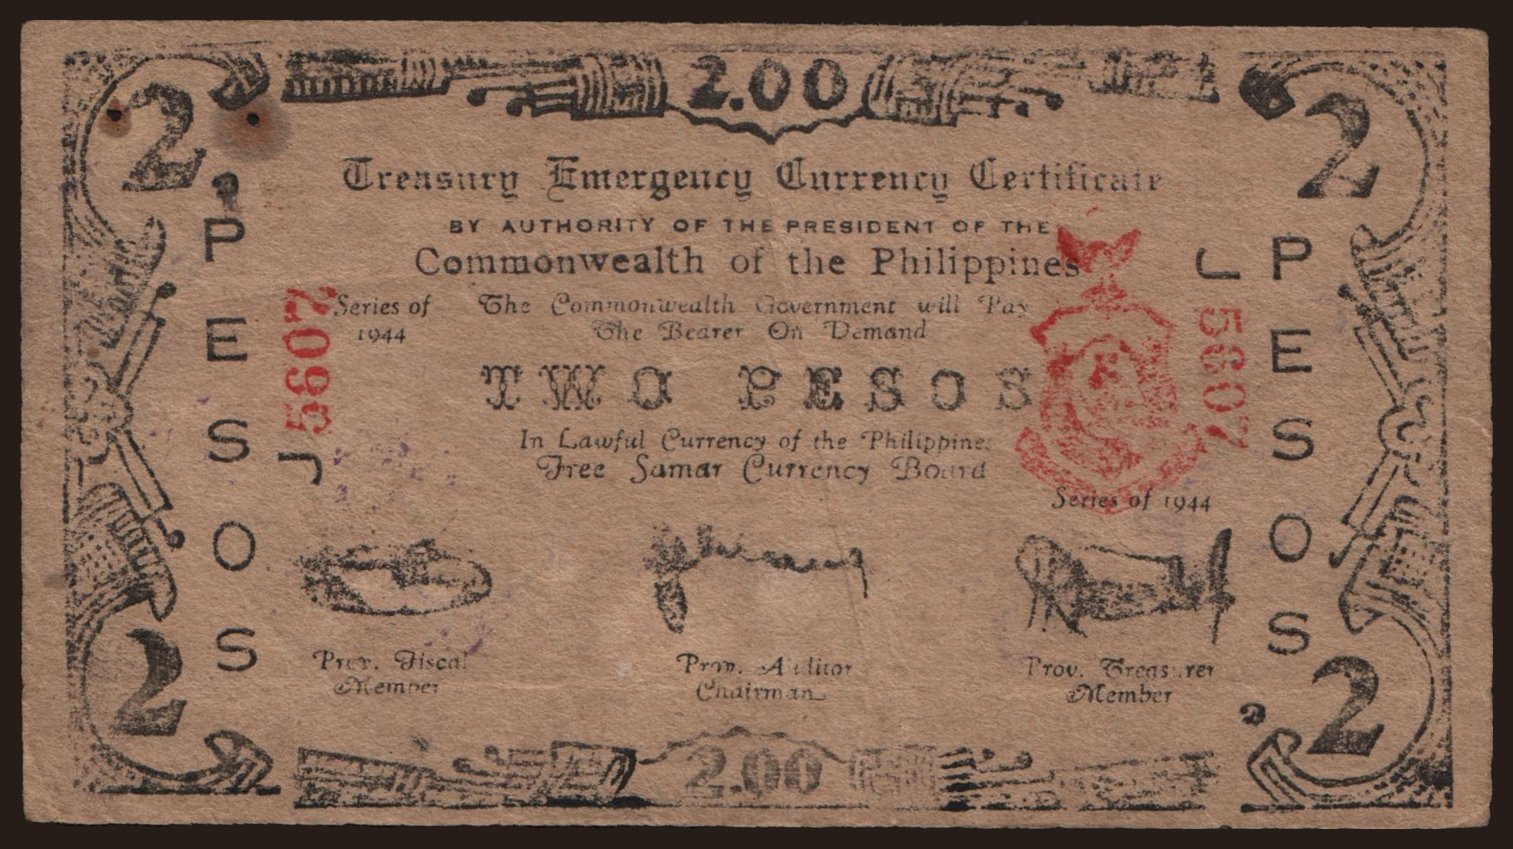 2 2.00 2
Treasury Emergency Currency Certificate
BY AUTHORITY OF THE PRESIDENT OF THE
Commonwealth of the Philippines
Series of 1944
The Commonwealth Government will Pay
The Bearer On Demand
TWO PESOS
In Lawful Currency of the Philippines
Free Samar Currency Board
Series of 1944
PESOS
PESOS
J 5607
J 5607
Prov. Fiscal
Member
Prov. Auditor
Chairman
Prov. Treasurer
Member
2 2.00 2